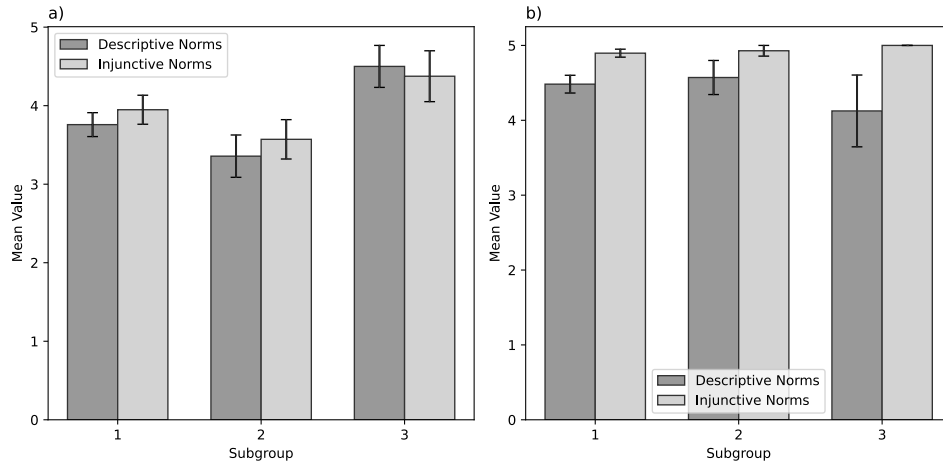 a)
5
4
3
2
1
0
Mean Value
Descriptive Norms
Injunctive Norms
1
2
3
Subgroup
b)
5
4
3
2
1
0
Mean Value
Descriptive Norms
Injunctive Norms
1
2
3
Subgroup